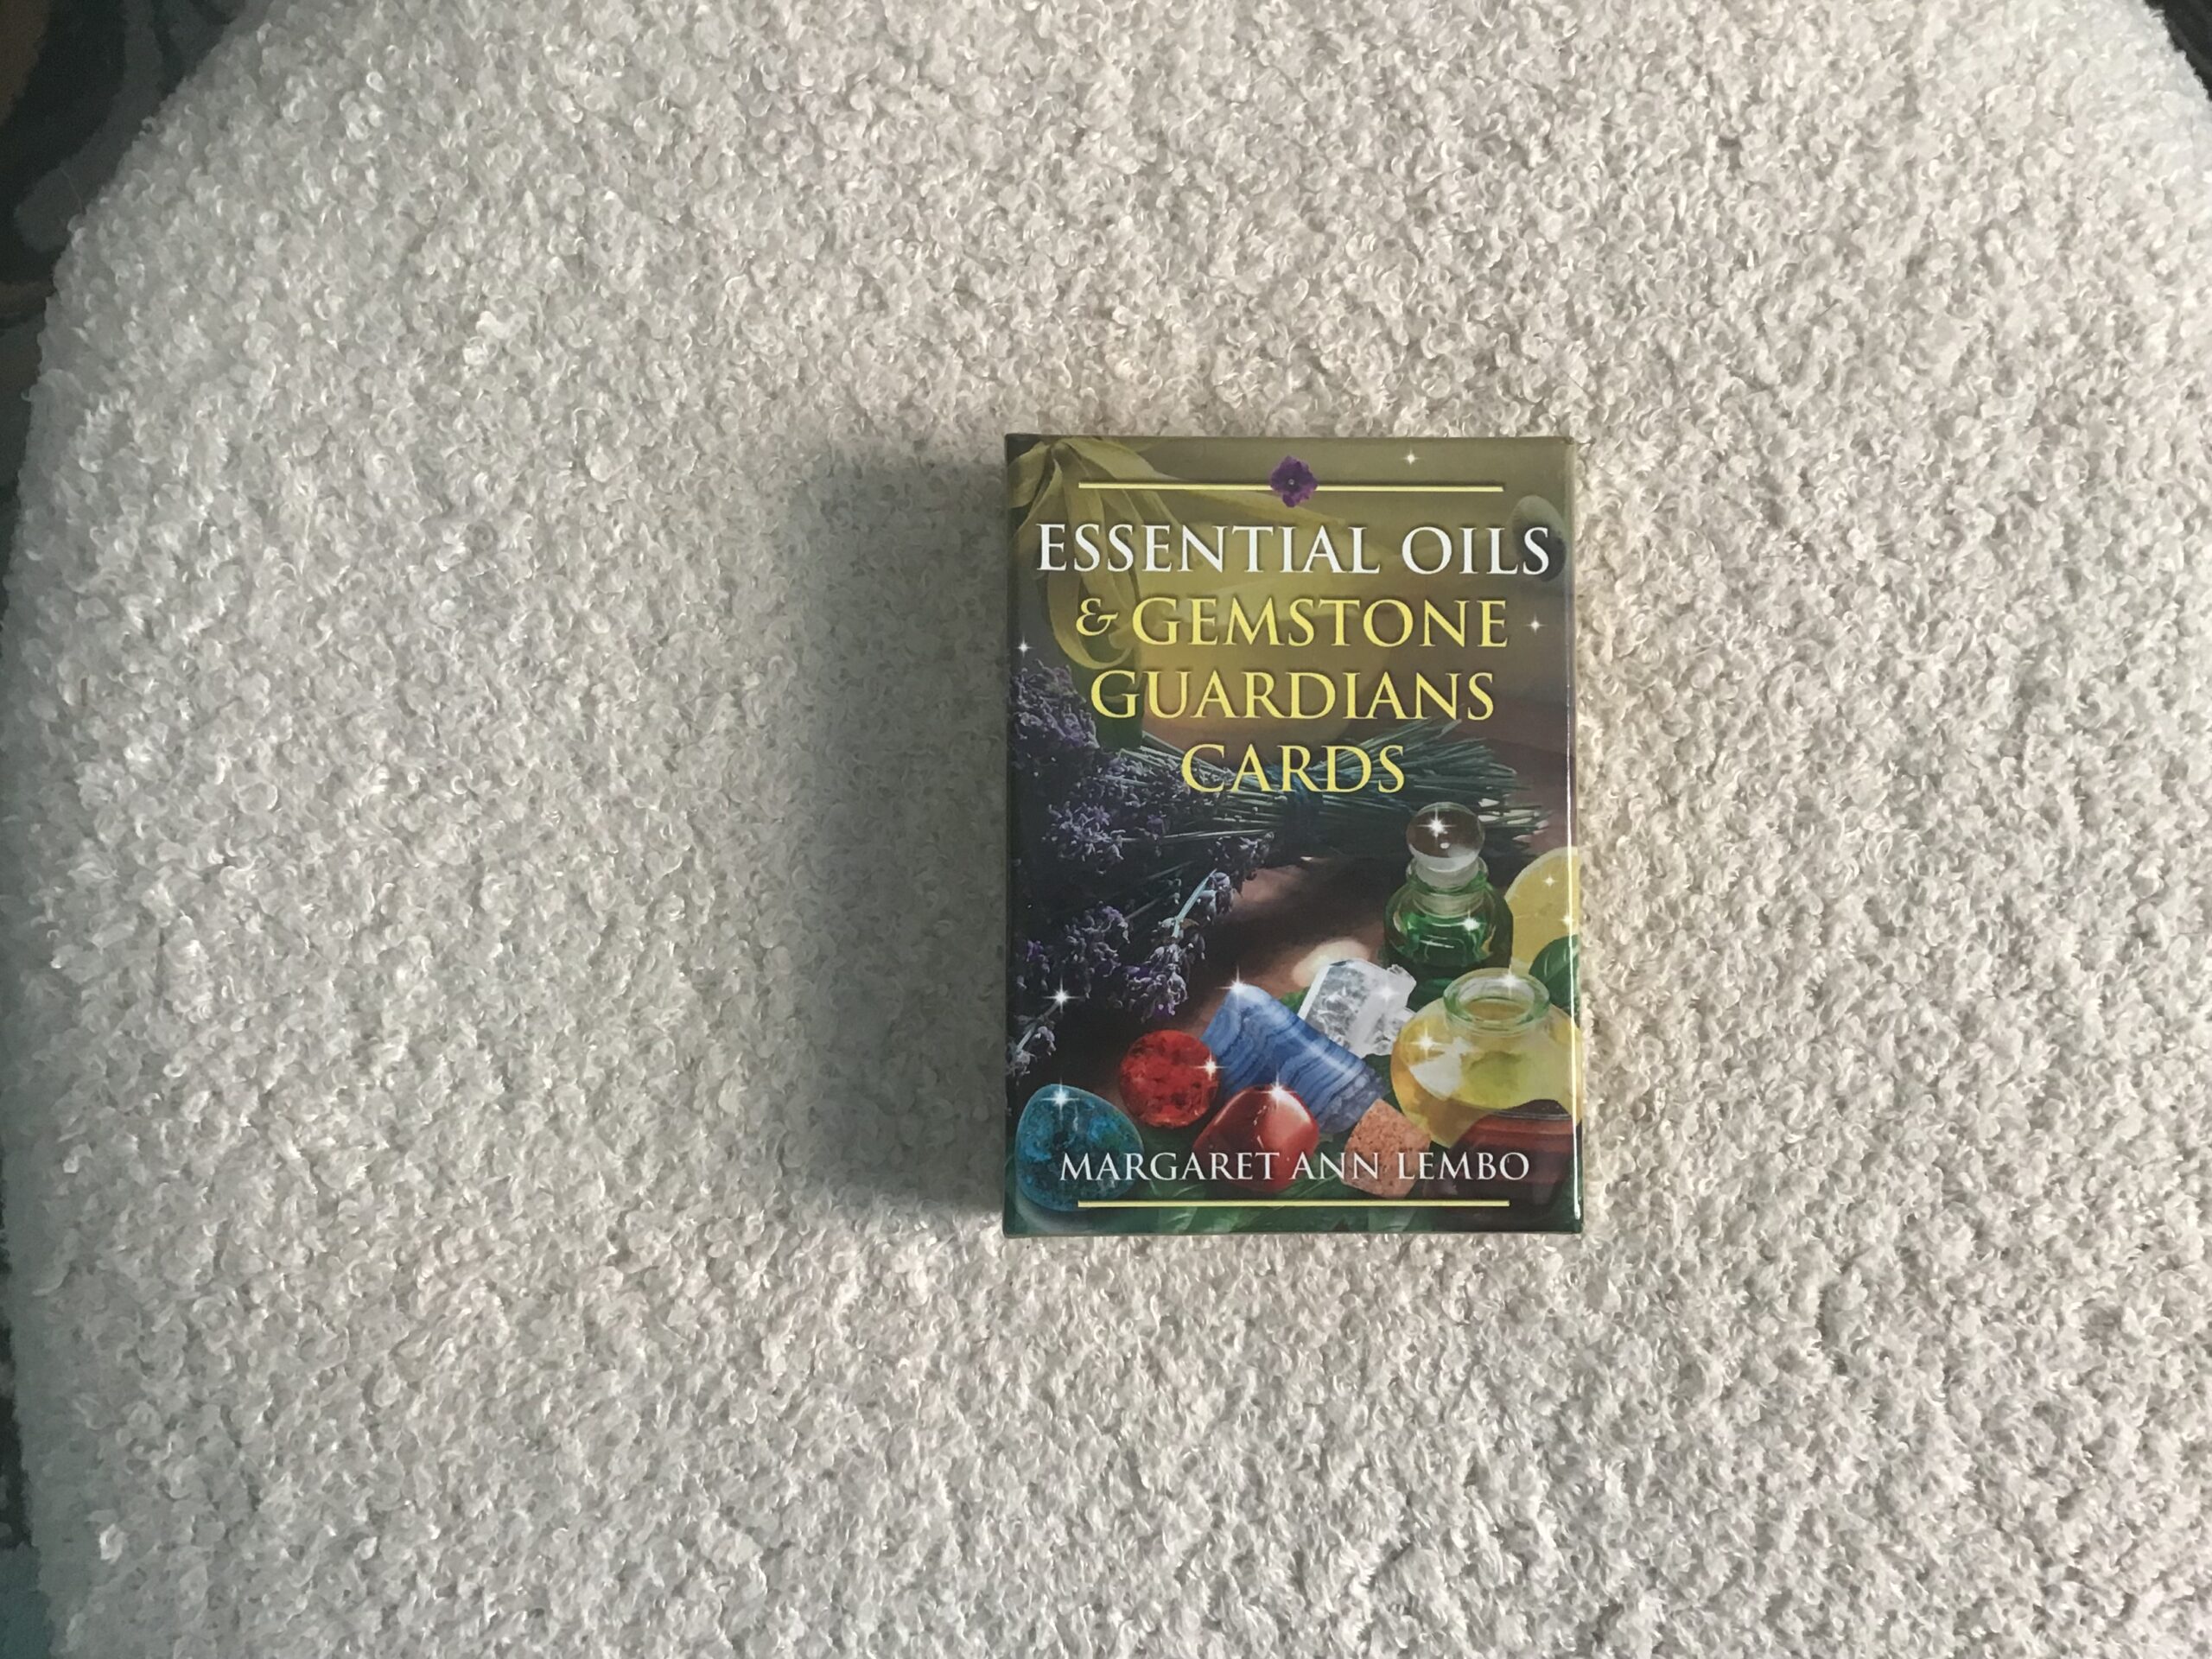 ESSENTIAL OILS
& GEMSTONE
GUARDIANS
CARDS
MARGARET ANN LEMBO